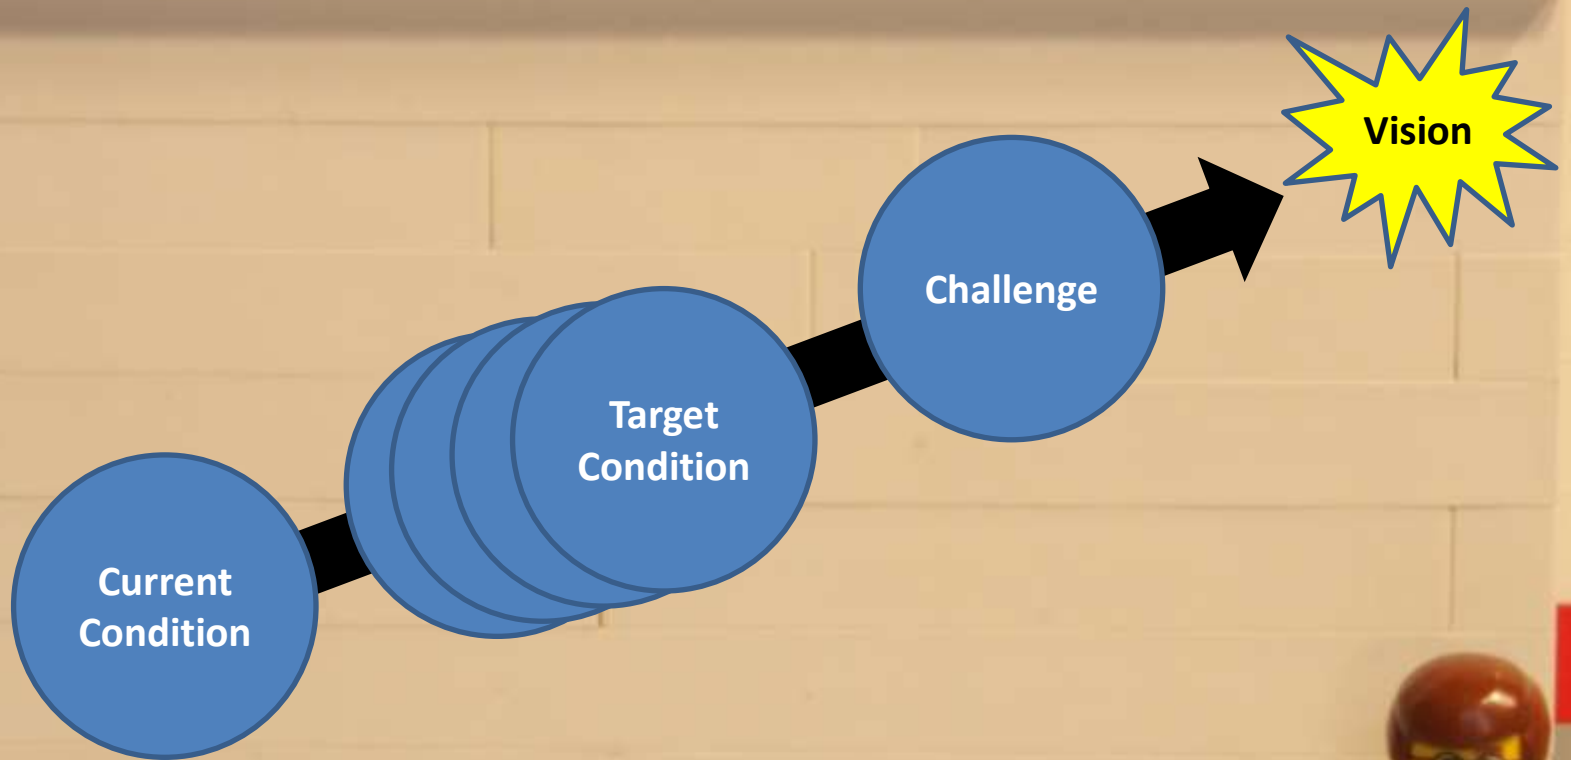 Vision
Challenge
Target
Condition
Current
Condition